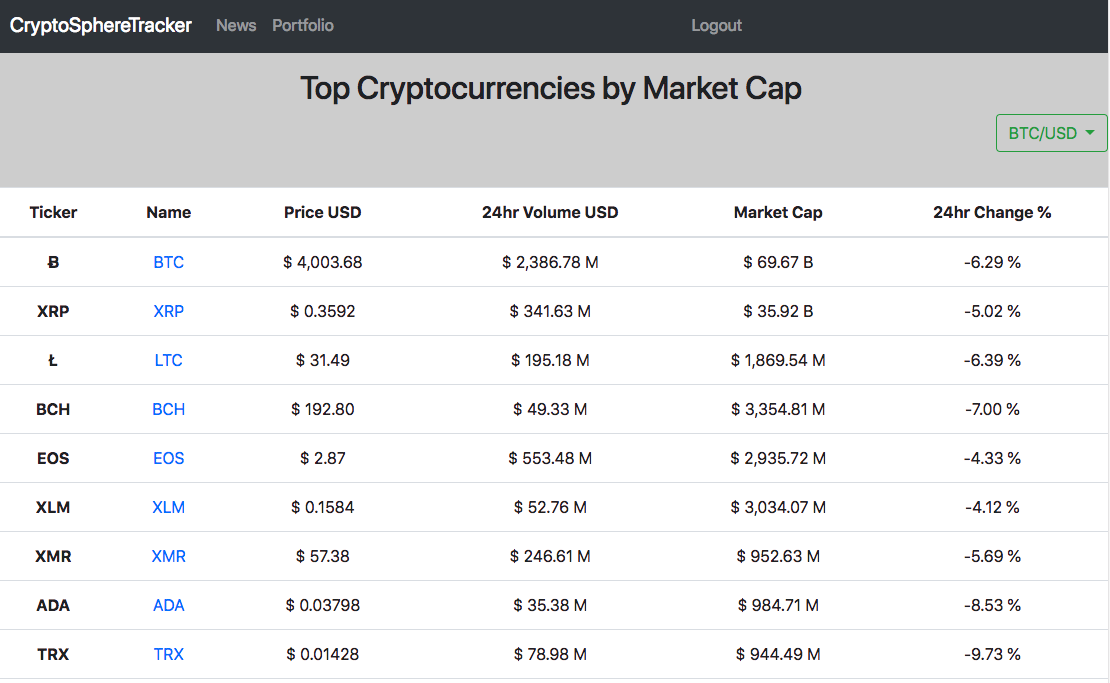 CryptoSphereTracker News Portfolio Logout
Top Cryptocurrencies by Market Cap
BTC/USD
Ticker Name Price USD 24hr Volume USD Market Cap 24hr Change %
Ƀ BTC $ 4,003.68 $ 2,386.78 M $ 69.67 B -6.29 %
XRP XRP $ 0.3592 $ 341.63 M $ 35.92 B -5.02 %
Ł LTC $ 31.49 $ 195.18 M $ 1,869.54 M -6.39 %
BCH BCH $ 192.80 $ 49.33 M $ 3,354.81 M -7.00 %
EOS EOS $ 2.87 $ 553.48 M $ 2,935.72 M -4.33 %
XLM XLM $ 0.1584 $ 52.76 M $ 3,034.07 M -4.12 %
XMR XMR $ 57.38 $ 246.61 M $ 952.63 M -5.69 %
ADA ADA $ 0.03798 $ 35.38 M $ 984.71 M -8.53 %
TRX TRX $ 0.01428 $ 78.98 M $ 944.49 M -9.73 %